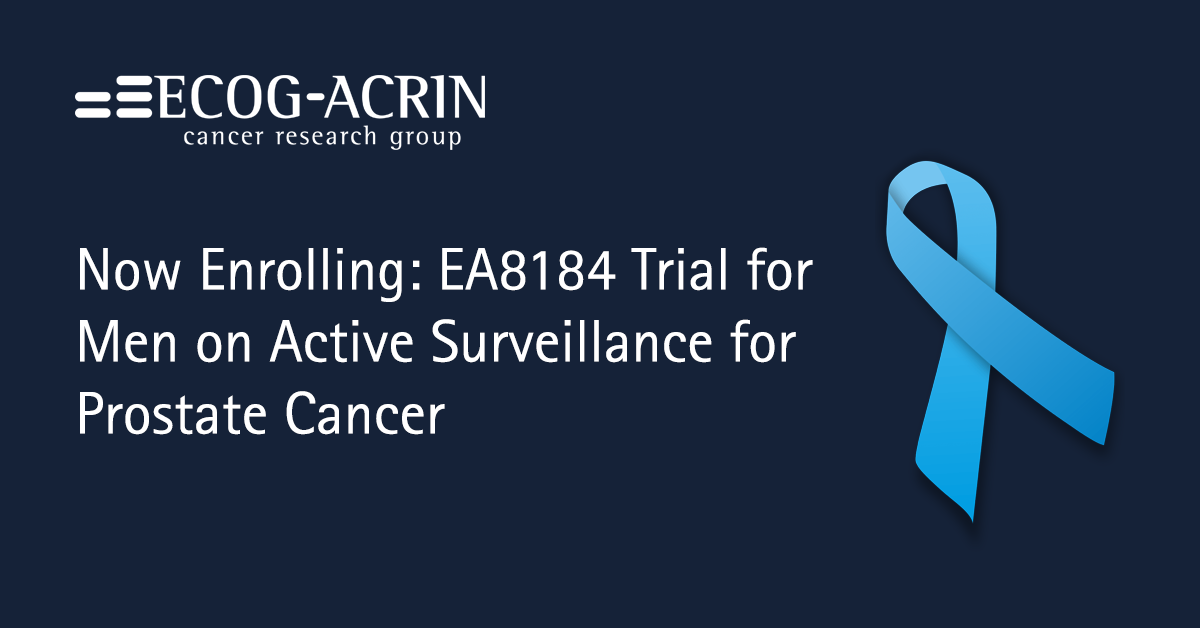 ECOG-ACRIN
cancer research group
Now Enrolling: EA8184 Trial for
Men on Active Surveillance for
Prostate Cancer